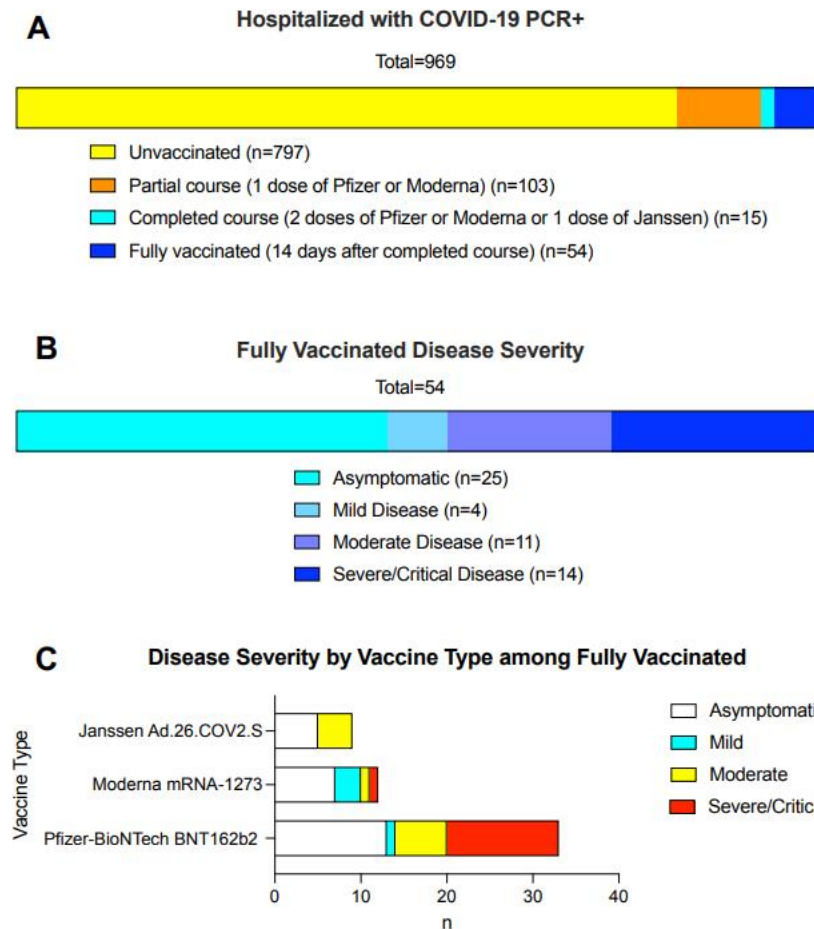 A
Hospitalized with COVID-19 PCR+
Total=969
Unvaccinated (n=797)
Partial course (1 dose of Pfizer or Moderna) (n=103)
Completed course (2 doses of Pfizer or Moderna or 1 dose of Janssen) (n=15)
Fully vaccinated (14 days after completed course) (n=54)
B
Fully Vaccinated Disease Severity
Total=54
Asymptomatic (n=25)
Mild Disease (n=4)
Moderate Disease (n=11)
Severe/Critical Disease (n=14)
C
Disease Severity by Vaccine Type among Fully Vaccinated
Vaccine Type
Janssen Ad.26.COV2.S
Moderna mRNA-1273
Pfizer-BioNTech BNT162b2
0 10 20 30 40
n
Asymptomati
Mild
Moderate
Severe/Critic